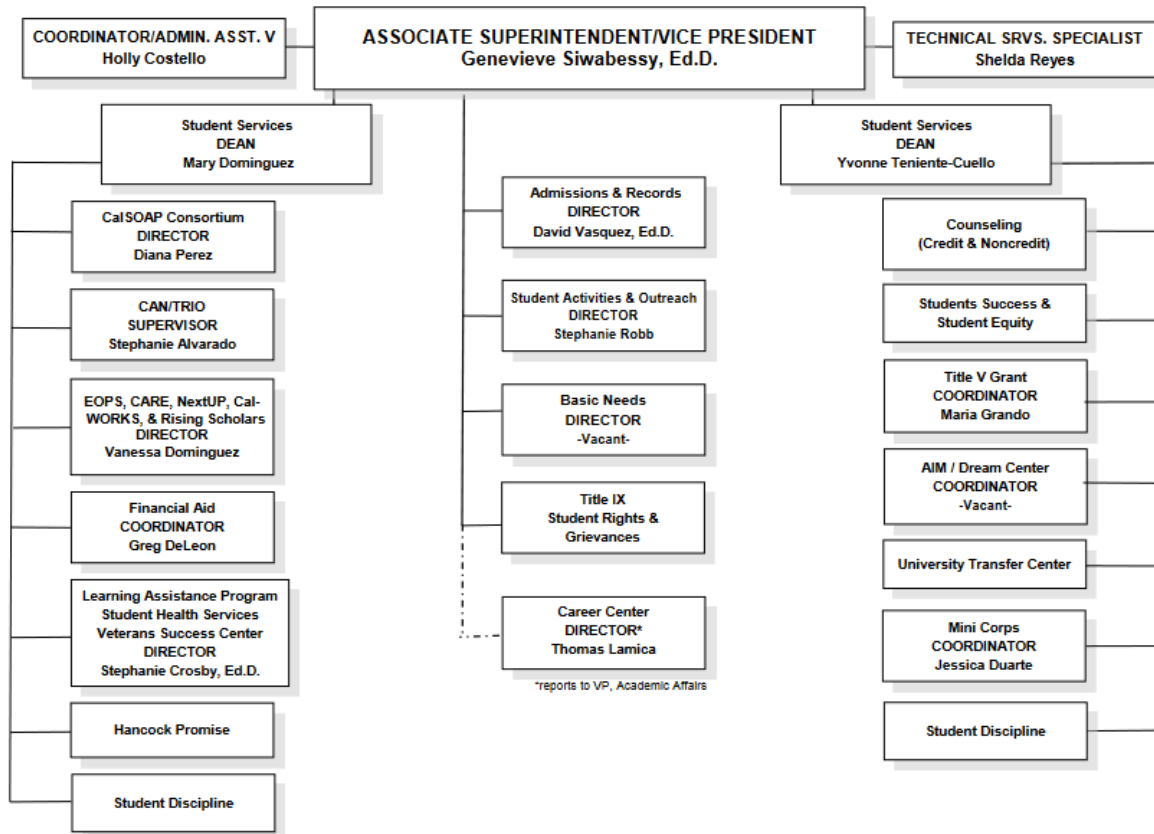 COORDINATOR/ADMIN. ASST. V
Holly Costello
ASSOCIATE SUPERINTENDENT/VICE PRESIDENT
Genevieve Siwabessy, Ed.D.
TECHNICAL SRVS. SPECIALIST
Shelda Reyes
Student Services
DEAN
Mary Dominguez
CalSOAP Consortium
DIRECTOR
Diana Perez
CAN/TRIO
SUPERVISOR
Stephanie Alvarado
EOPS, CARE, NextUP, Cal-
WORKS, & Rising Scholars
DIRECTOR
Vanessa Dominguez
Financial Aid
COORDINATOR
Greg DeLeon
Learning Assistance Program
Student Health Services
Veterans Success Center
DIRECTOR
Stephanie Crosby, Ed.D.
Hancock Promise
Student Discipline
Admissions & Records
DIRECTOR
David Vasquez, Ed.D.
Student Activities & Outreach
DIRECTOR
Stephanie Robb
Basic Needs
DIRECTOR
-Vacant-
Title IX
Student Rights &
Grievances
Career Center
DIRECTOR*
Thomas Lamica
*reports to VP, Academic Affairs
Student Services
DEAN
Yvonne Teniente-Cuello
Counseling
(Credit & Noncredit)
Students Success &
Student Equity
Title V Grant
COORDINATOR
Maria Grando
AIM / Dream Center
COORDINATOR
-Vacant-
University Transfer Center
Mini Corps
COORDINATOR
Jessica Duarte
Student Discipline